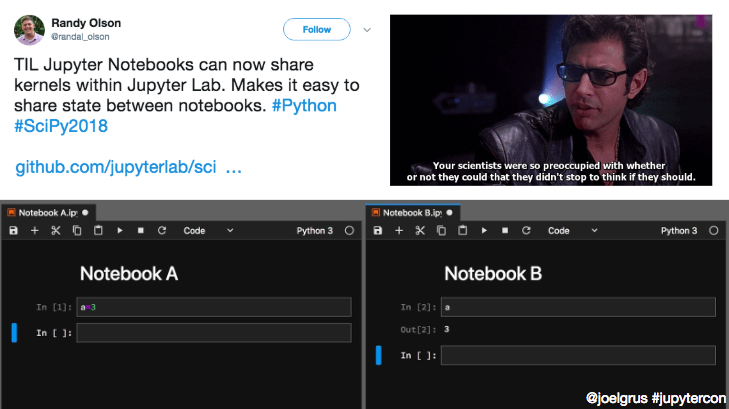 Randy Olson
@randal_olson
Follow
TIL Jupyter Notebooks can now share
kernels within Jupyter Lab. Makes it easy to
share state between notebooks. #Python
#SciPy2018
github.com/jupyterlab/sci …
Your scientists were so preoccupied with whether
or not they could that they didn't stop to think if they should.
Notebook A.ip
Code
Python 3
Notebook A
In [1]: a=3
In [ ]:
Notebook B.ip
Code
Python 3
Notebook B
In [2]: a
Out[2]: 3
In [ ]:
@joelgrus #jupytercon